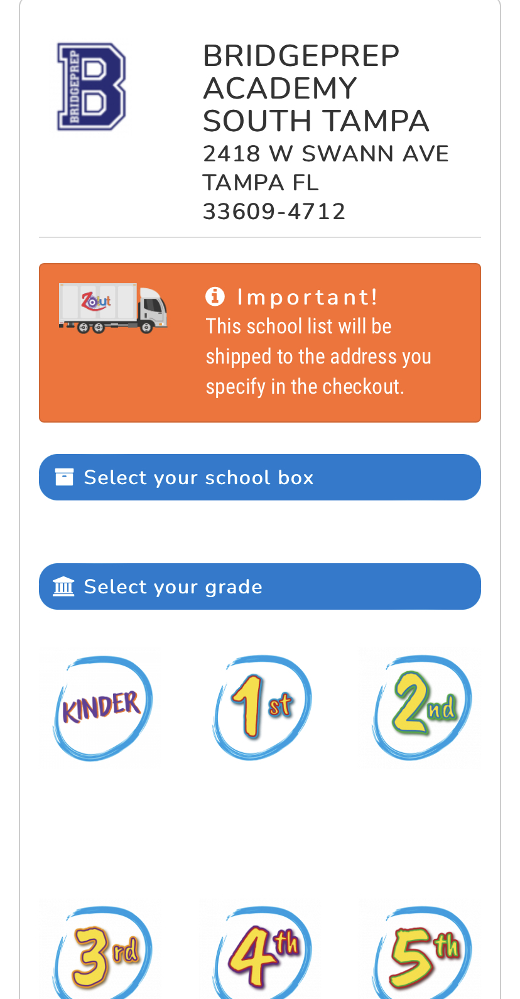 BRIDGEPREP
BRIDGEPREP
ACADEMY
SOUTH TAMPA
2418 W SWANN AVE
TAMPA FL
33609-4712
Zolut
Important!
This school list will be
shipped to the address you
specify in the checkout.
Select your school box
Select your grade
KINDER
1st
2nd
3rd
4th
5th